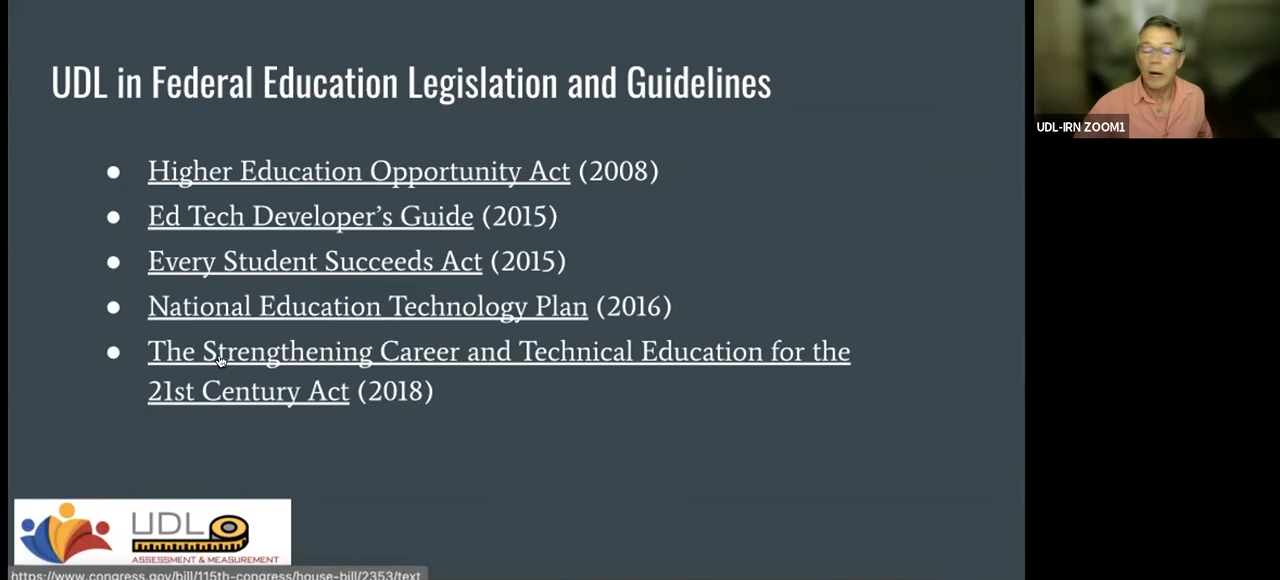 UDL in Federal Education Legislation and Guidelines
UDL-IRN ZOOM1
● Higher Education Opportunity Act (2008)
● Ed Tech Developer’s Guide (2015)
● Every Student Succeeds Act (2015)
● National Education Technology Plan (2016)
● The Strengthening Career and Technical Education for the
21st Century Act (2018)
UDL
ASSESSMENT & MEASUREMENT
https://www.congress.gov/bill/115th-congress/house-bill/2353/text